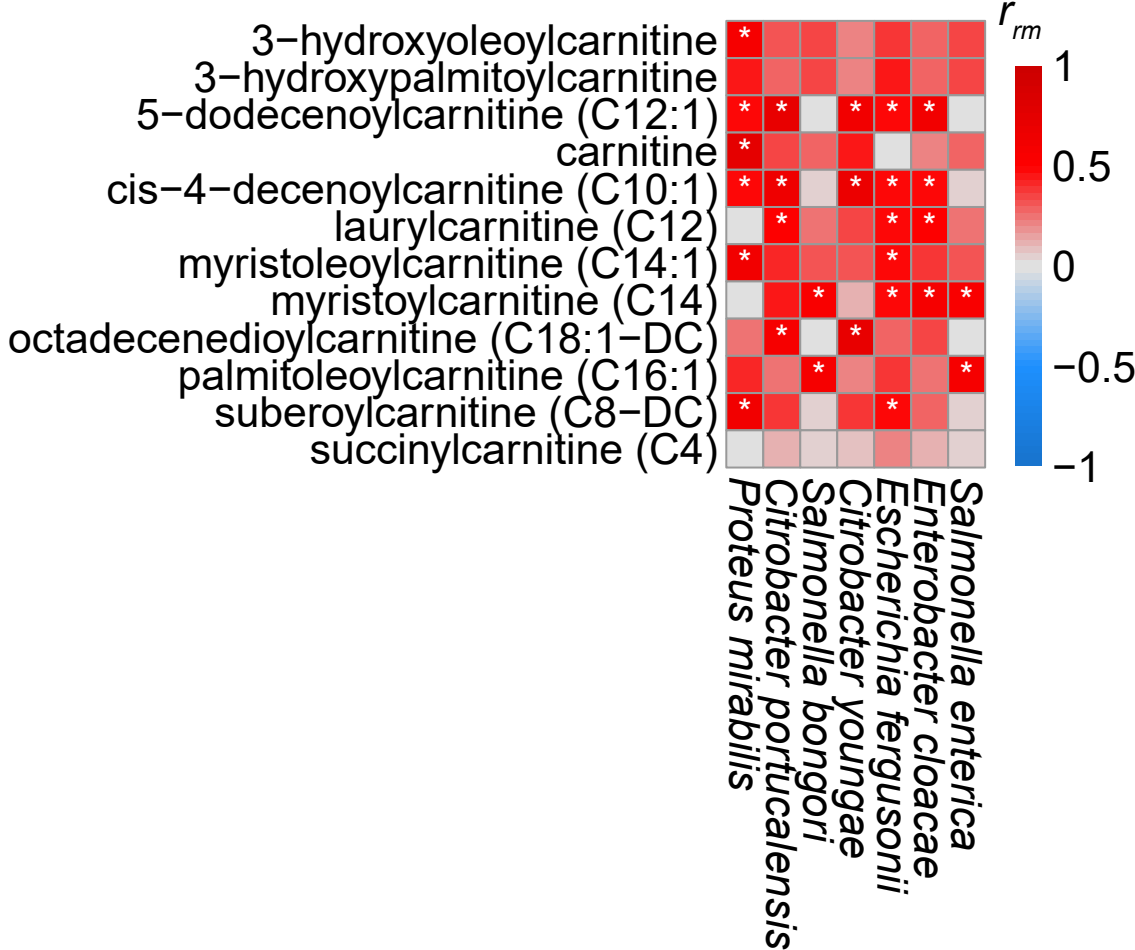 r_rm
3−hydroxyoleoylcarnitine
3−hydroxypalmitoylcarnitine
5−dodecenoylcarnitine (C12:1)
carnitine
cis−4−decenoylcarnitine (C10:1)
laurylcarnitine (C12)
myristoleoylcarnitine (C14:1)
myristoylcarnitine (C14)
octadecenedioylcarnitine (C18:1−DC)
palmitoleoylcarnitine (C16:1)
suberoylcarnitine (C8−DC)
succinylcarnitine (C4)
*
* * * * *
*
* * * * *
* * *
* *
* * * *
* *
* *
* *
1
0.5
0
−0.5
−1
Proteus mirabilis
Citrobacter portucalensis
Salmonella bongori
Citrobacter youngae
Escherichia fergusonii
Enterobacter cloacae
Salmonella enterica